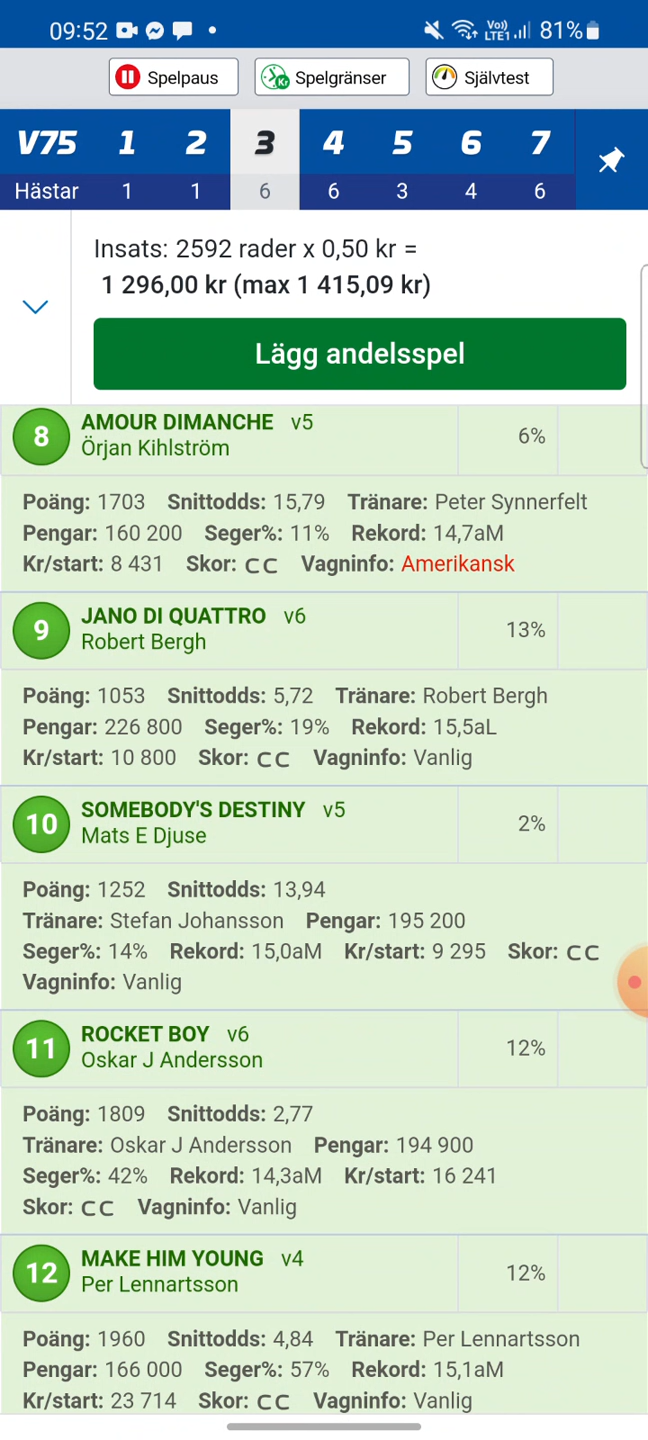 09:52 Voo) LTE1 81%
Spelpaus Spelgränser Självtest
V75 1 2 3 4 5 6 7
Hästar 1 1 6 6 3 4 6
Insats: 2592 rader x 0,50 kr =
1 296,00 kr (max 1 415,09 kr)
Lägg andelsspel
8 AMOUR DIMANCHE v5 6%
Örjan Kihlström
Poäng: 1703 Snittodds: 15,79 Tränare: Peter Synnerfelt
Pengar: 160 200 Seger%: 11% Rekord: 14,7aM
Kr/start: 8 431 Skor: C C Vagninfo: Amerikansk
9 JANO DI QUATTRO v6 13%
Robert Bergh
Poäng: 1053 Snittodds: 5,72 Tränare: Robert Bergh
Pengar: 226 800 Seger%: 19% Rekord: 15,5aL
Kr/start: 10 800 Skor: C C Vagninfo: Vanlig
10 SOMEBODY'S DESTINY v5 2%
Mats E Djuse
Poäng: 1252 Snittodds: 13,94
Tränare: Stefan Johansson Pengar: 195 200
Seger%: 14% Rekord: 15,0aM Kr/start: 9 295 Skor: C C
Vagninfo: Vanlig
11 ROCKET BOY v6 12%
Oskar J Andersson
Poäng: 1809 Snittodds: 2,77
Tränare: Oskar J Andersson Pengar: 194 900
Seger%: 42% Rekord: 14,3aM Kr/start: 16 241
Skor: C C Vagninfo: Vanlig
12 MAKE HIM YOUNG v4 12%
Per Lennartsson
Poäng: 1960 Snittodds: 4,84 Tränare: Per Lennartsson
Pengar: 166 000 Seger%: 57% Rekord: 15,1aM
Kr/start: 23 714 Skor: C C Vagninfo: Vanlig